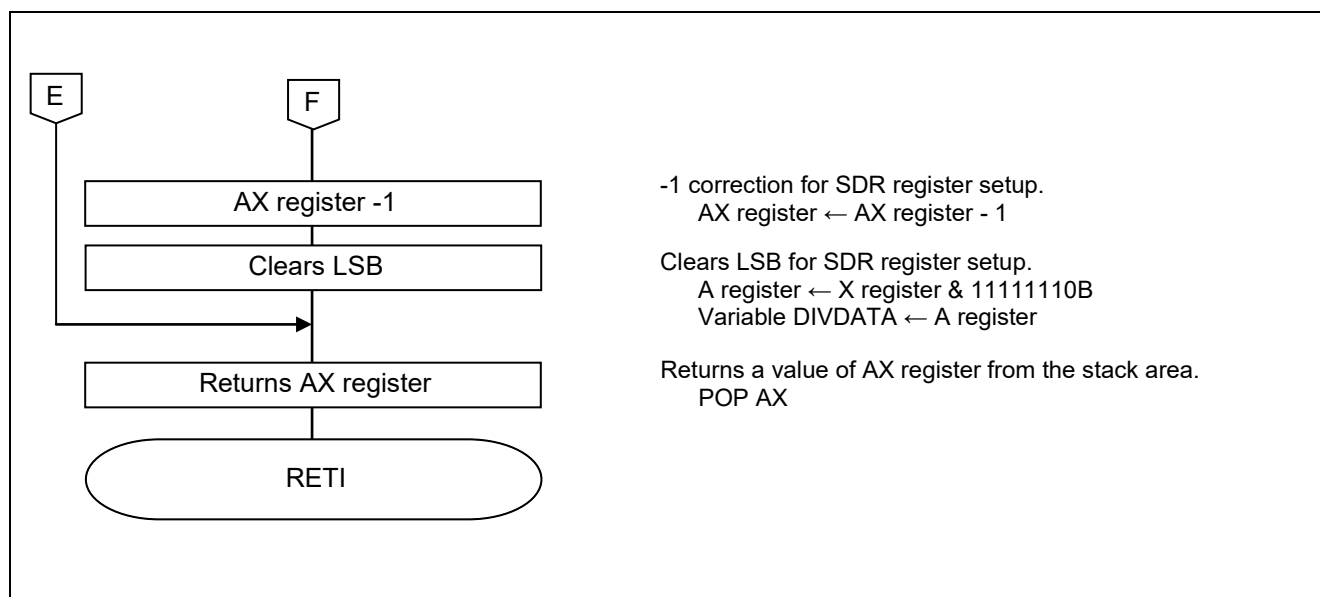 E
F
AX register -1
-1 correction for SDR register setup.
AX register ← AX register - 1
Clears LSB
Clears LSB for SDR register setup.
A register ← X register & 11111110B
Variable DIVDATA ← A register
Returns AX register
Returns a value of AX register from the stack area.
POP AX
RETI